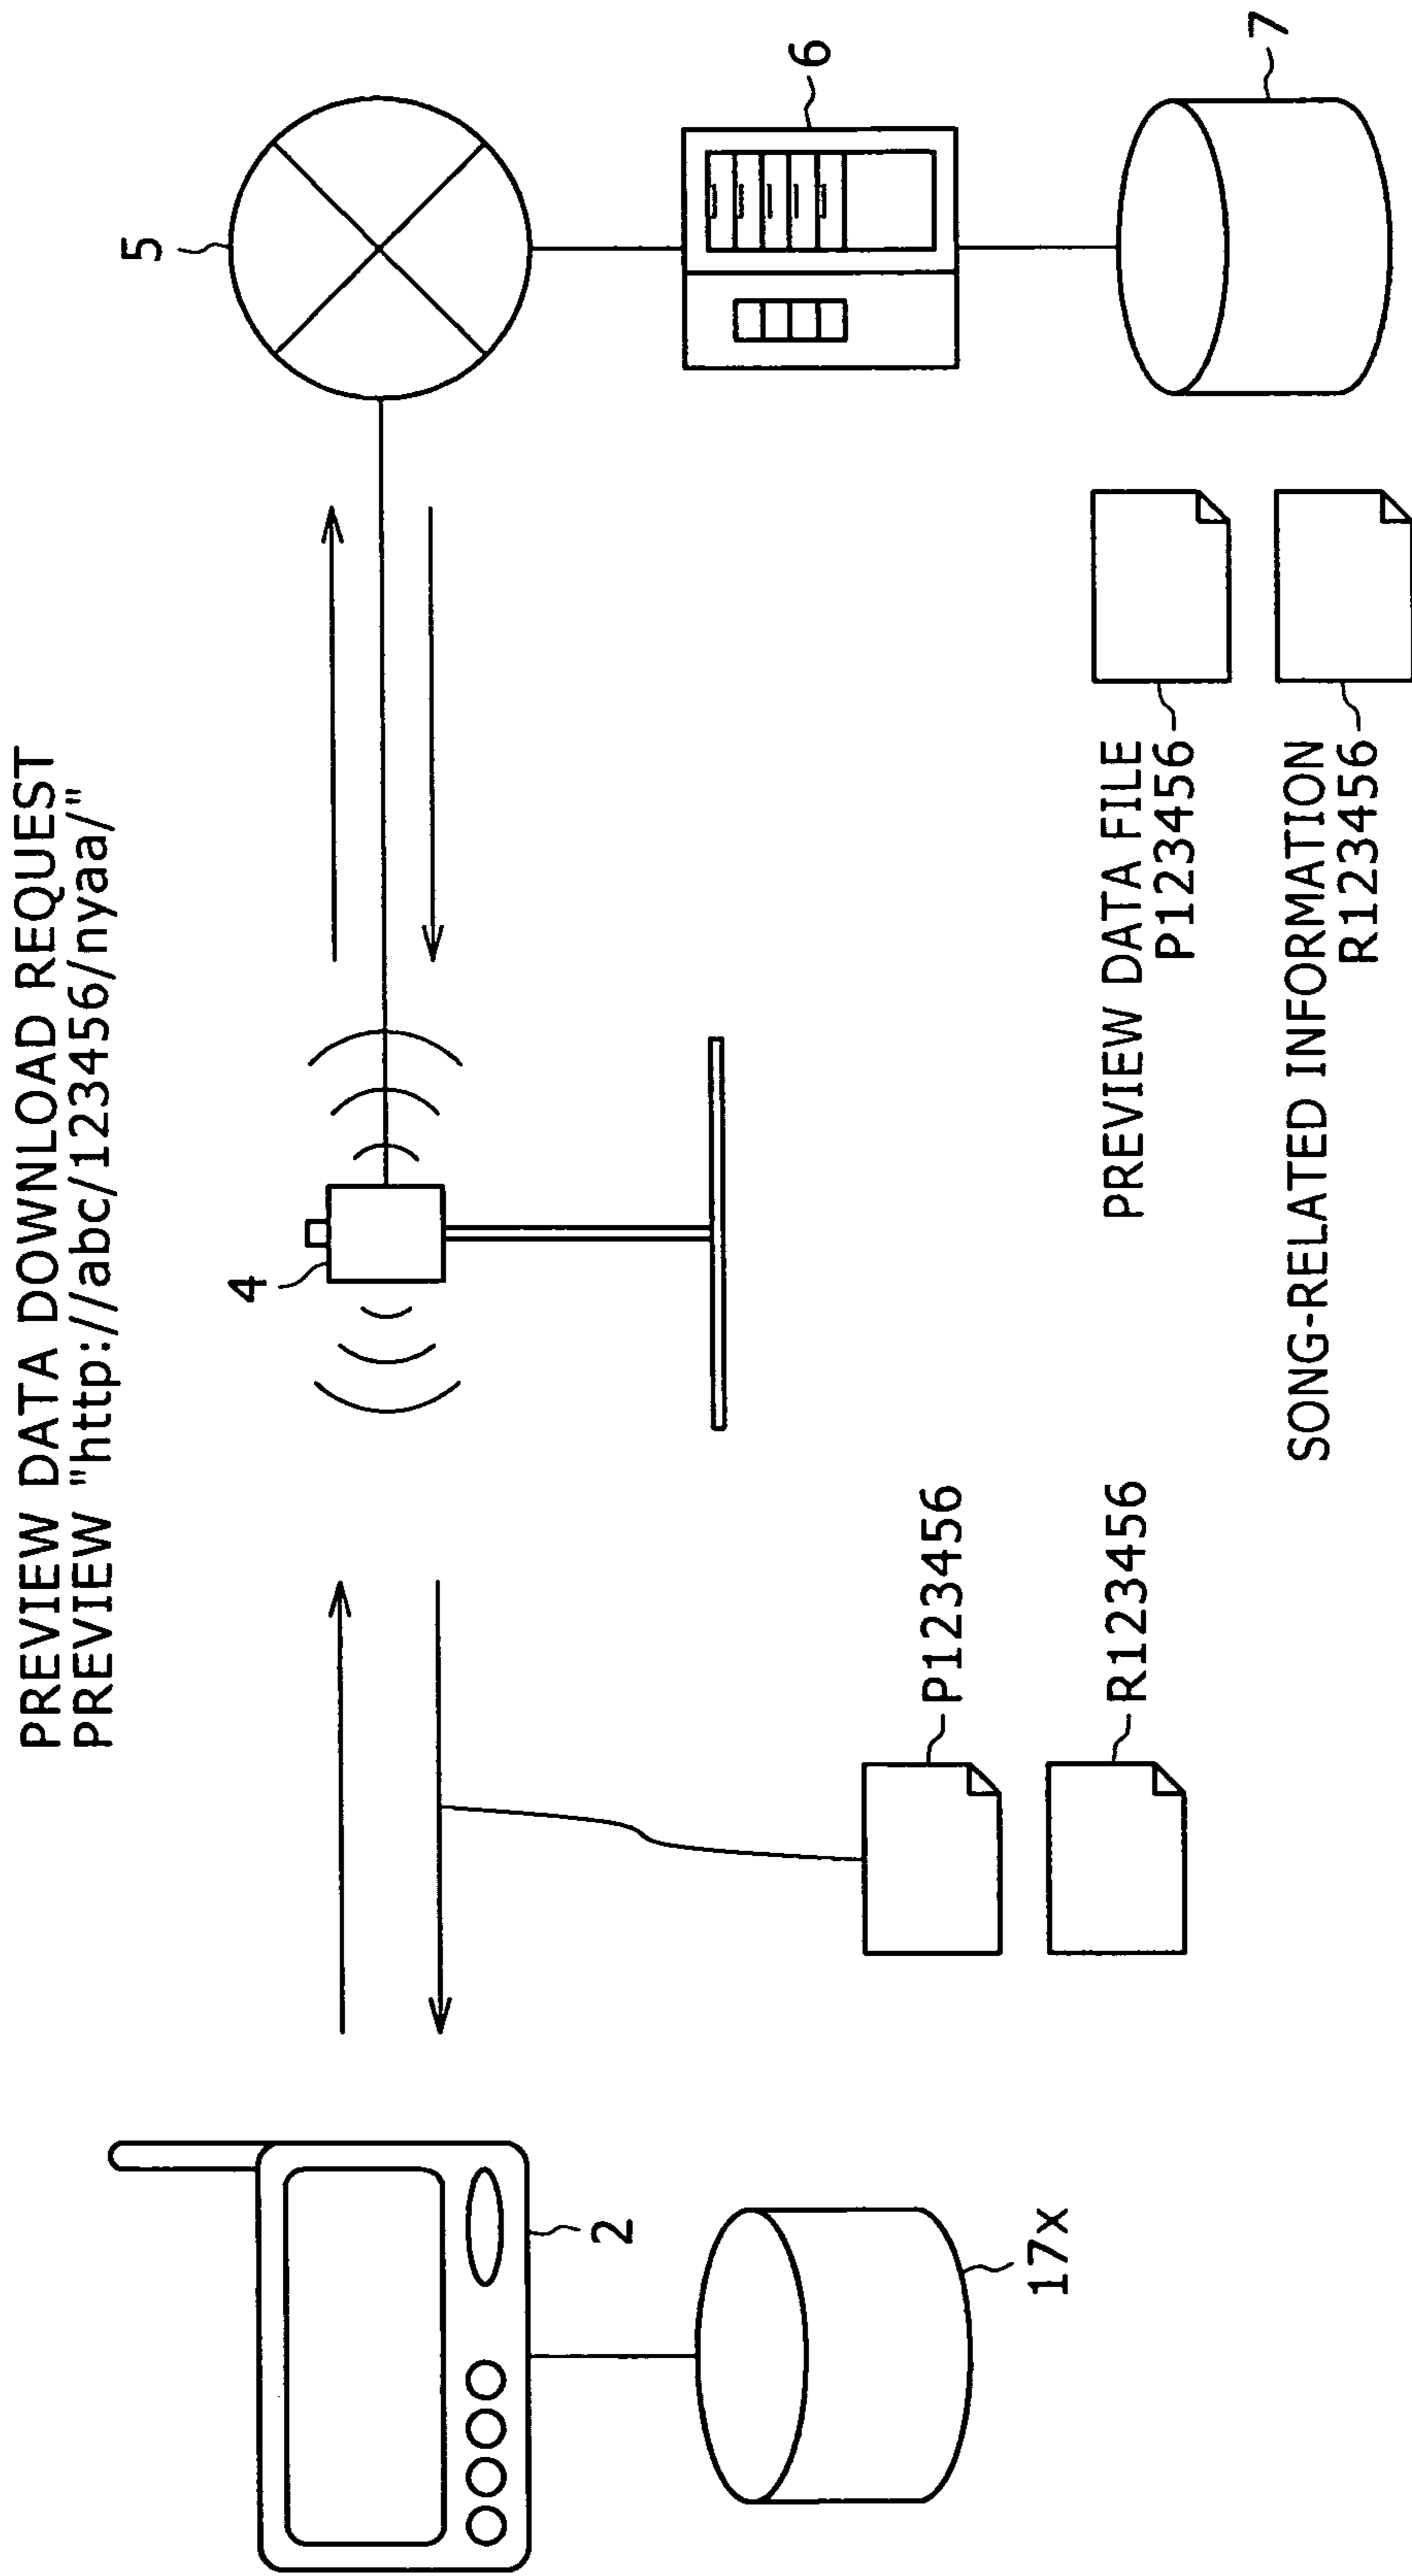 PREVIEW DATA DOWNLOAD REQUEST
PREVIEW "http://abc/123456/nyaa/"
5
4
6
2
7
17x
P123456
R123456
PREVIEW DATA FILE
P123456
SONG-RELATED INFORMATION
R123456